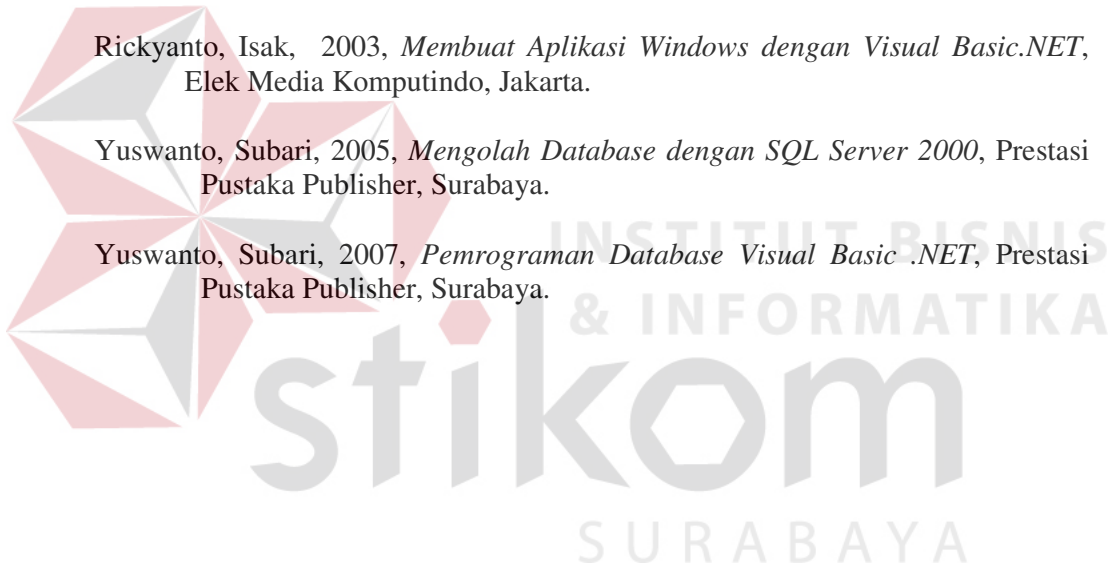 Rickyanto, Isak, 2003, Membuat Aplikasi Windows dengan Visual Basic.NET,
Elek Media Komputindo, Jakarta.
Yuswanto, Subari, 2005, Mengolah Database dengan SQL Server 2000, Prestasi
Pustaka Publisher, Surabaya.
Yuswanto, Subari, 2007, Pemrograman Database Visual Basic .NET, Prestasi
Pustaka Publisher, Surabaya.
INSTITUT BISNIS
& INFORMATIKA
stikom
SURABAYA